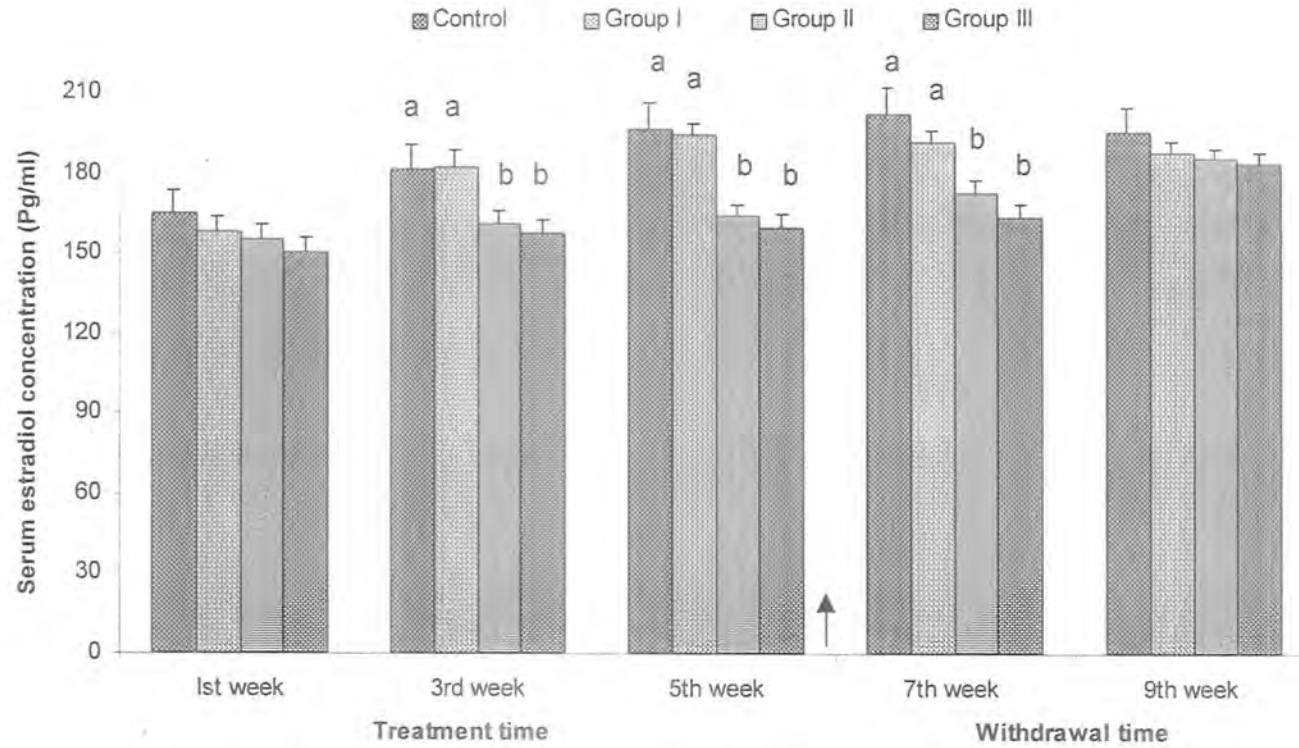 Control Group I Group II Group III
Serum estradiol concentration (Pg/ml)
210
180
150
120
90
60
30
0
a a b b
a a b b
a a b b
Ist week 3rd week 5th week 7th week 9th week
Treatment time Withdrawal time